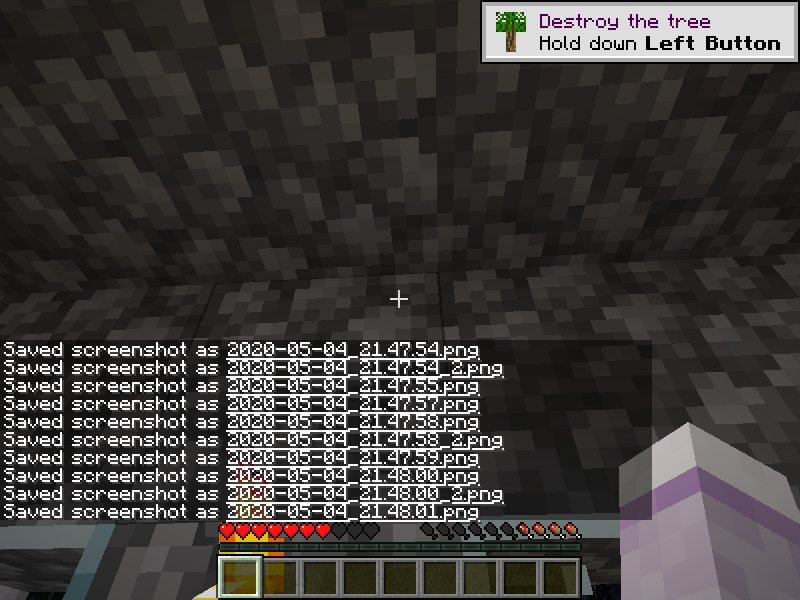 Destroy the tree
Hold down Left Button
Saved screenshot as 2020-05-04_21.47.54.png
Saved screenshot as 2020-05-04_21.47.54_2.png
Saved screenshot as 2020-05-04_21.47.55.png
Saved screenshot as 2020-05-04_21.47.57.png
Saved screenshot as 2020-05-04_21.47.58.png
Saved screenshot as 2020-05-04_21.47.58_2.png
Saved screenshot as 2020-05-04_21.47.59.png
Saved screenshot as 2020-05-04_21.48.00.png
Saved screenshot as 2020-05-04_21.48.00_2.png
Saved screenshot as 2020-05-04_21.48.01.png